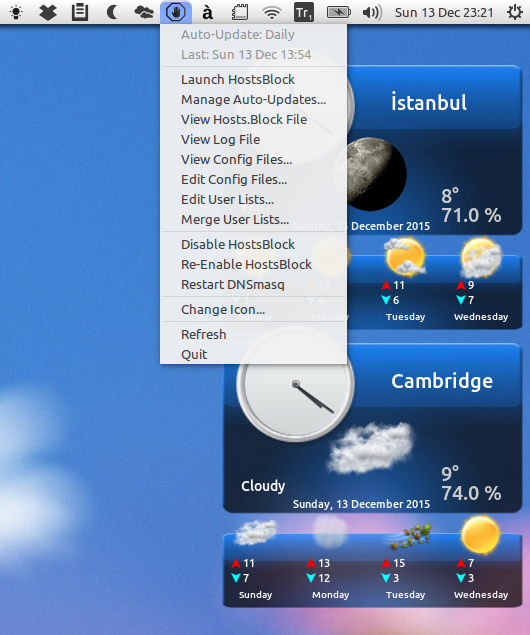 à
Tr1
Sun 13 Dec 23:21
Auto-Update: Daily
Last: Sun 13 Dec 13:54
Launch HostsBlock
Manage Auto-Updates...
View Hosts.Block File
View Log File
View Config Files...
Edit Config Files...
Edit User Lists...
Merge User Lists...
Disable HostsBlock
Re-Enable HostsBlock
Restart DNSmasq
Change Icon...
Refresh
Quit
İstanbul
8°
71.0 %
Sunday, 13 December 2015
12 11 9
6 6 7
Tuesday Wednesday
Cambridge
Cloudy
9°
74.0 %
Sunday, 13 December 2015
11 13 15 7
7 12 3 3
Sunday Monday Tuesday Wednesday